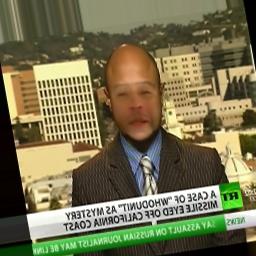 A CASE OF "WHODUNIT" AS MYSTERY
MISSILE EYED OFF CALIFORNIA COAST
RT
NEWS
AY ASSAULT ON RUSSIAN JOURNALIST MAY BE LIN